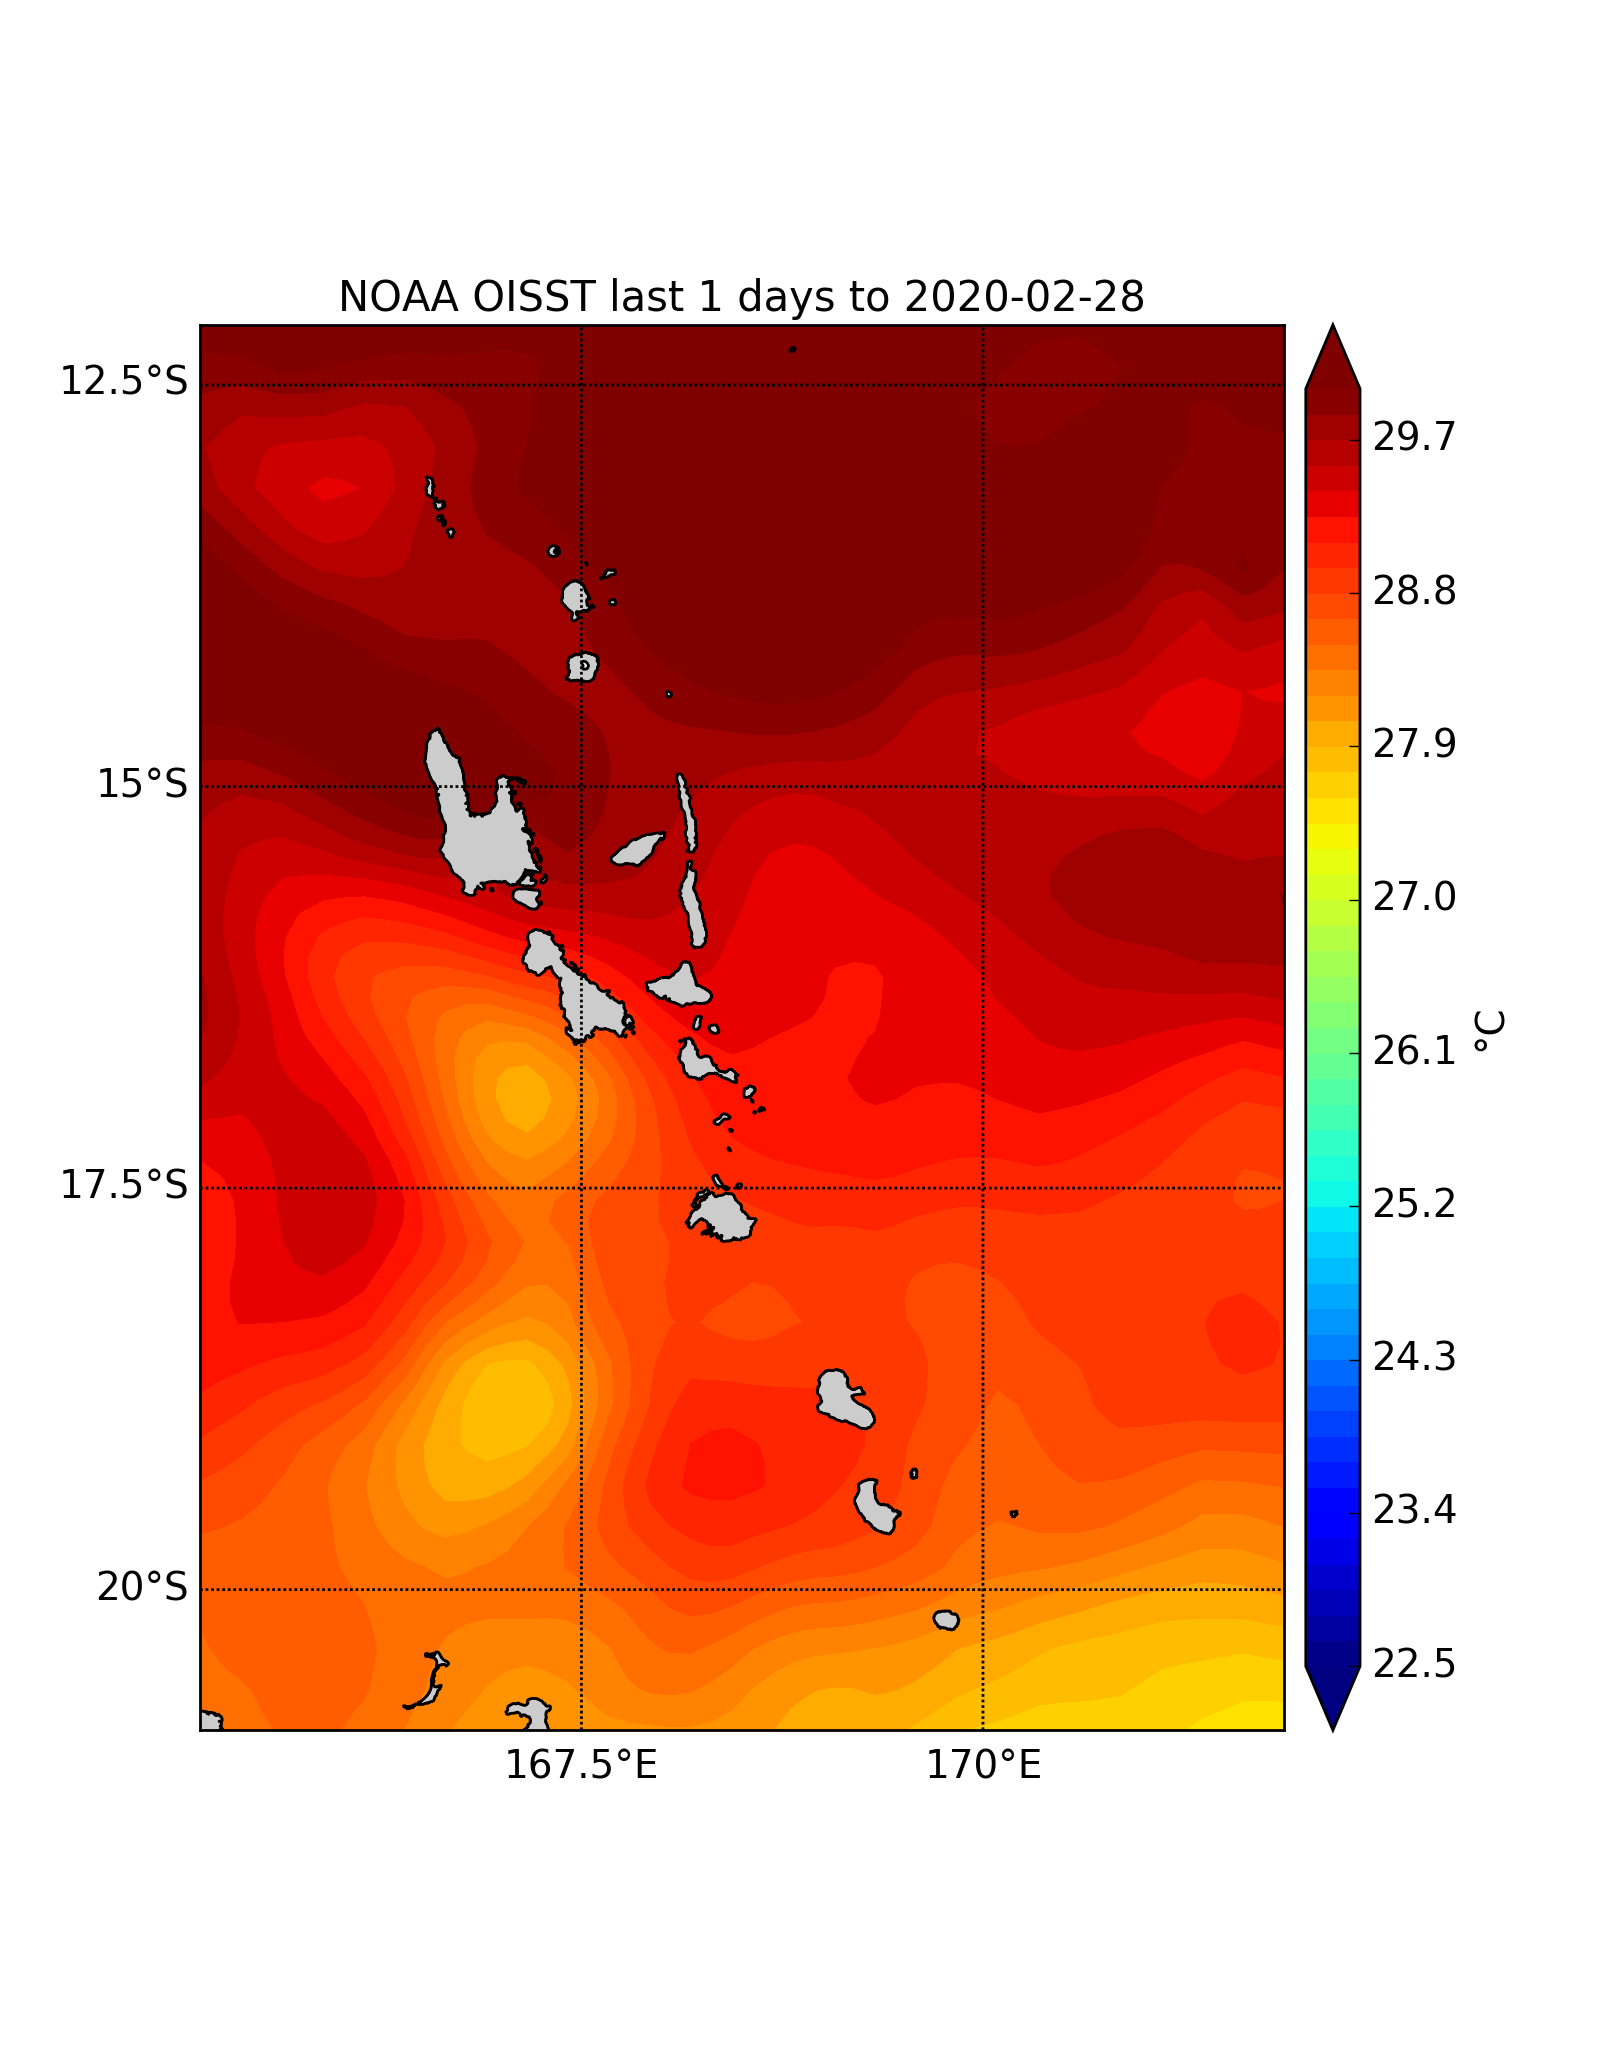 NOAA OISST last 1 days to 2020-02-28
12.5°S
15°S
17.5°S
20°S
167.5°E
170°E
29.7
28.8
27.9
27.0
26.1
25.2
24.3
23.4
22.5
°C